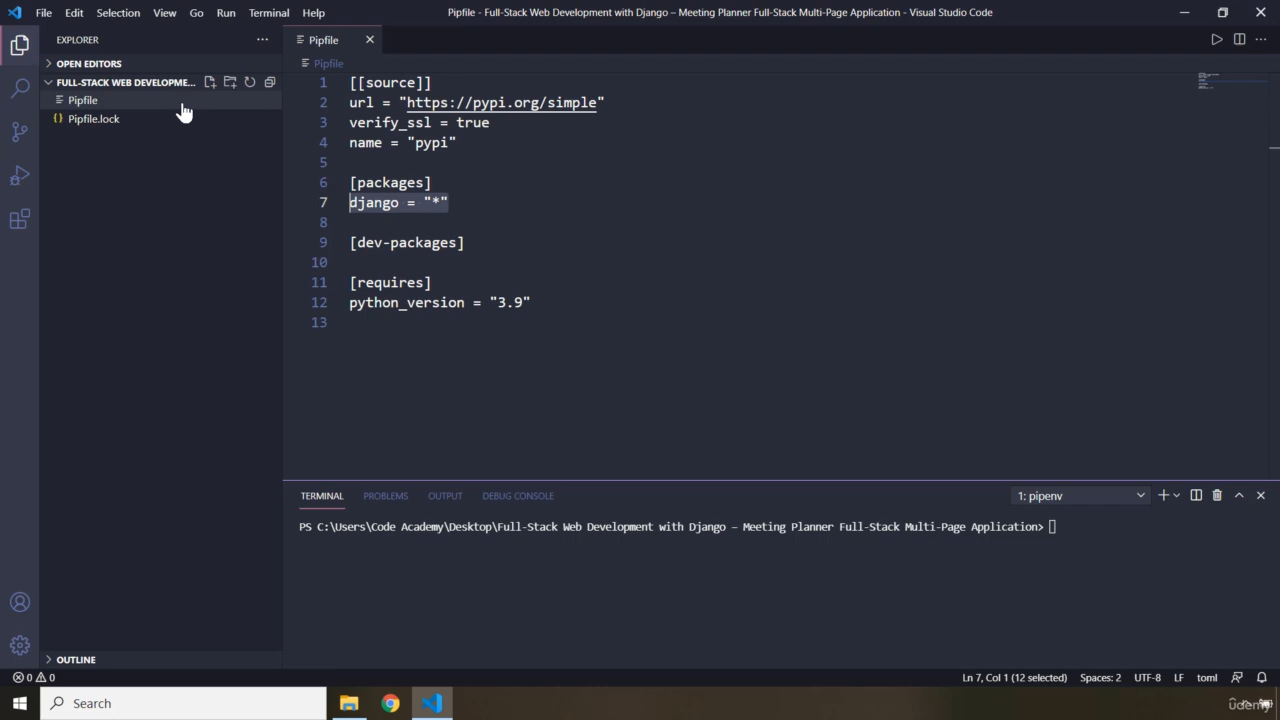 File Edit Selection View Go Run Terminal Help
Pipfile - Full-Stack Web Development with Django – Meeting Planner Full-Stack Multi-Page Application - Visual Studio Code
EXPLORER
OPEN EDITORS
FULL-STACK WEB DEVELOPME...
Pipfile
Pipfile.lock
OUTLINE
Pipfile
Pipfile
1 [[source]]
2 url = "https://pypi.org/simple"
3 verify_ssl = true
4 name = "pypi"
5
6 [packages]
7 django = "*"
8
9 [dev-packages]
10
11 [requires]
12 python_version = "3.9"
13
TERMINAL PROBLEMS OUTPUT DEBUG CONSOLE
1: pipenv
PS C:\Users\Code Academy\Desktop\Full-Stack Web Development with Django – Meeting Planner Full-Stack Multi-Page Application>
0 0
Ln 7, Col 1 (12 selected) Spaces: 2 UTF-8 LF toml
Search
udemy